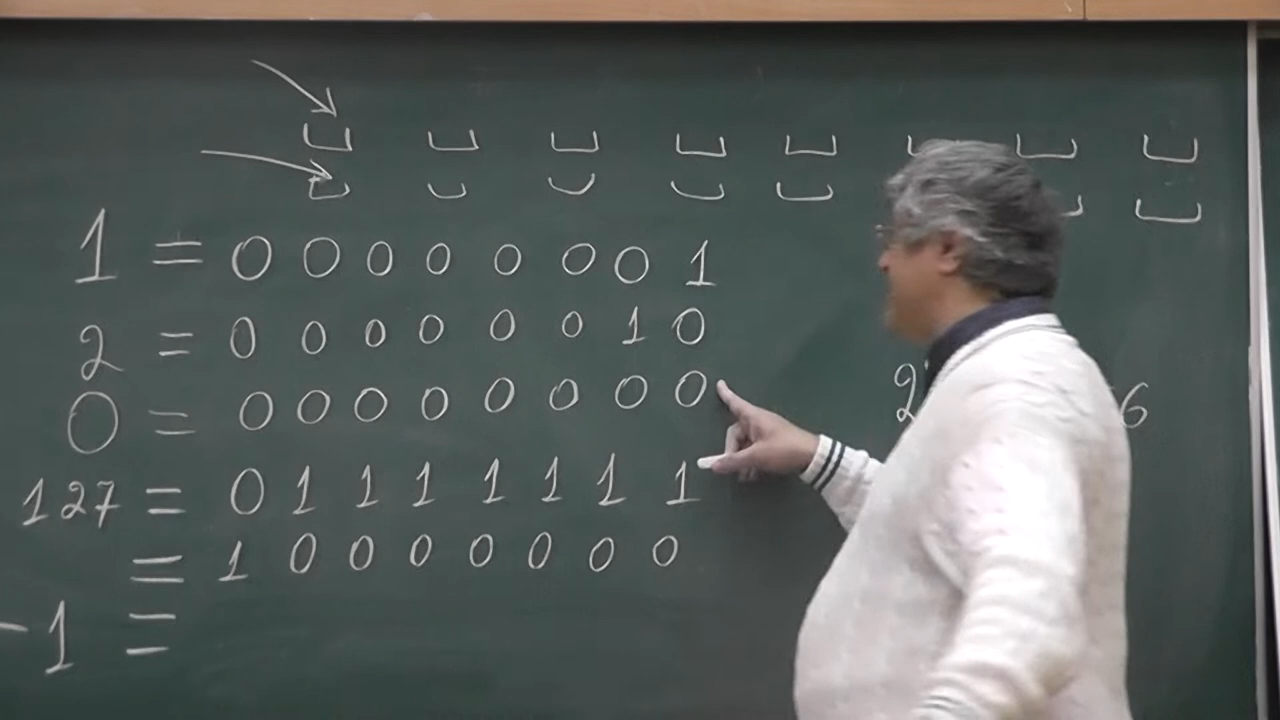 1 = 0 0 0 0 0 0 0 1
2 = 0 0 0 0 0 0 1 0
0 = 0 0 0 0 0 0 0 0
2 6
127 = 0 1 1 1 1 1 1 1
= 1 0 0 0 0 0 0 0
-1 =